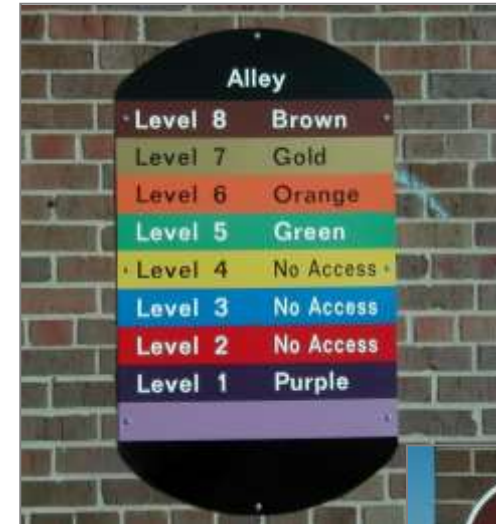 Alley
Level 8 Brown
Level 7 Gold
Level 6 Orange
Level 5 Green
Level 4 No Access
Level 3 No Access
Level 2 No Access
Level 1 Purple